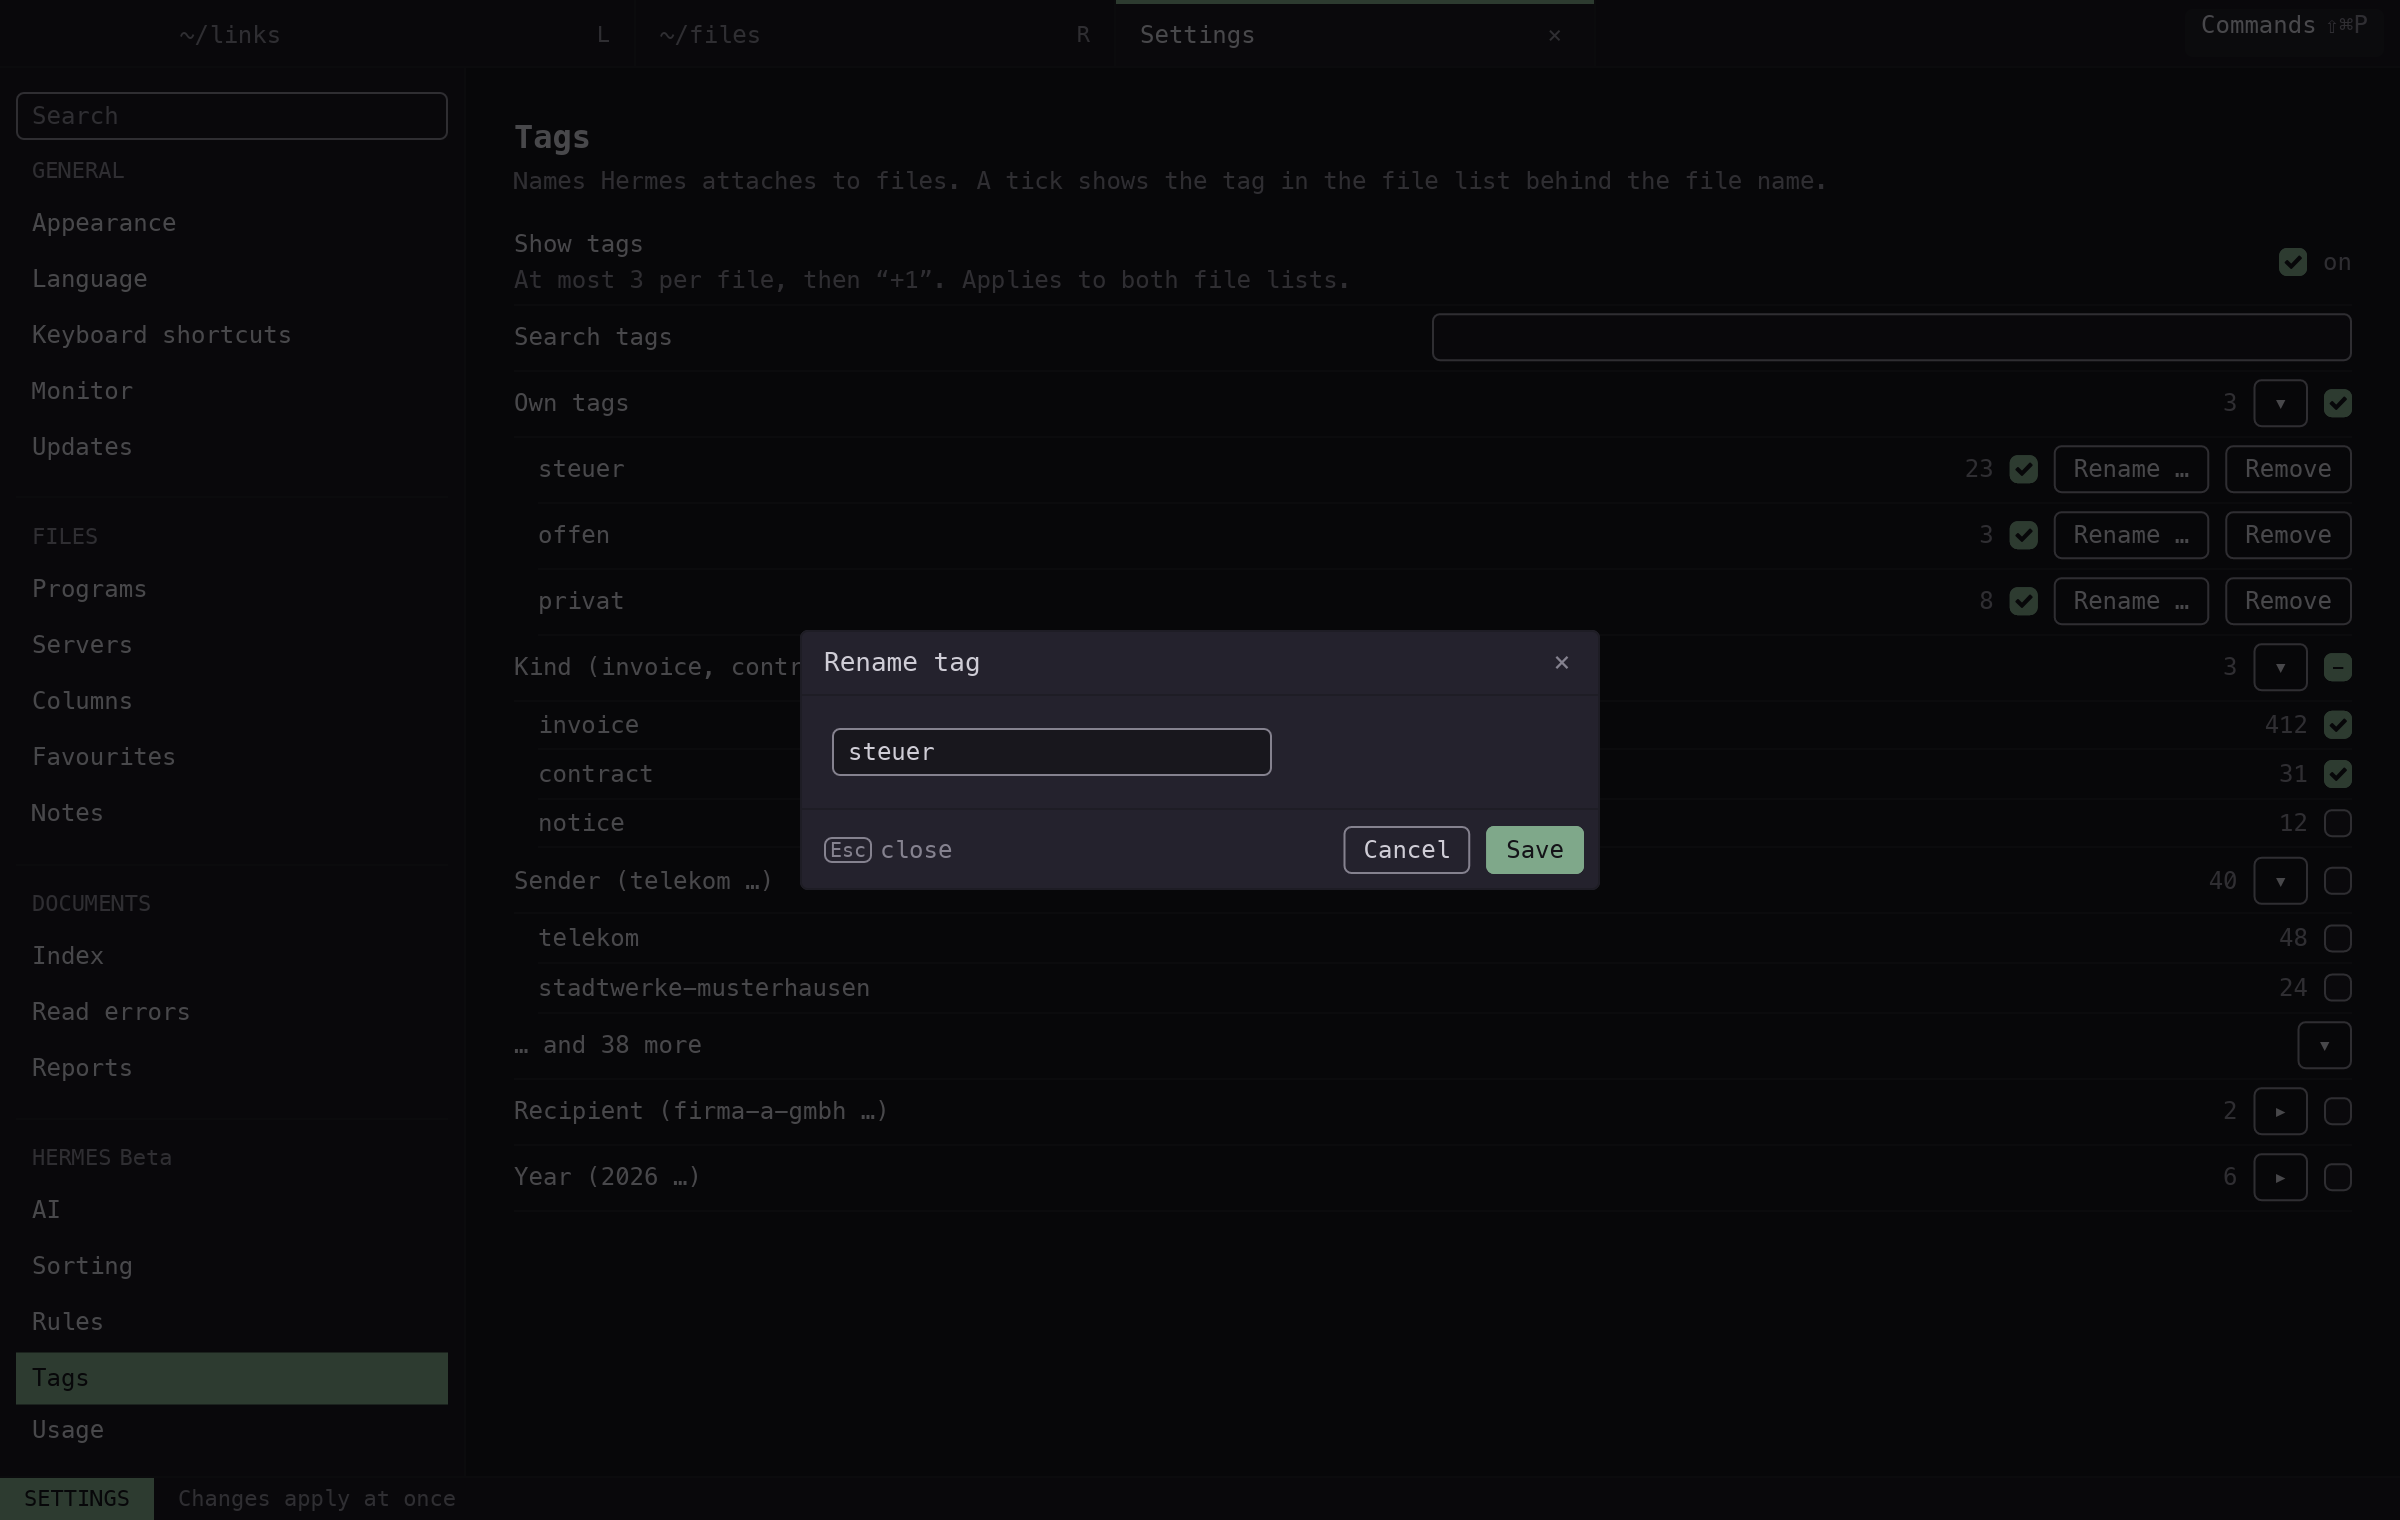 ~/links L ~/files R Settings × Commands ⇧⌘P
Search
GENERAL
Appearance
Language
Keyboard shortcuts
Monitor
Updates
FILES
Programs
Servers
Columns
Favourites
Notes
DOCUMENTS
Index
Read errors
Reports
HERMES Beta
AI
Sorting
Rules
Tags
Usage
Tags
Names Hermes attaches to files. A tick shows the tag in the file list behind the file name.
Show tags
At most 3 per file, then “+1”. Applies to both file lists.
on
Search tags
Own tags 3 ▾
steuer 23 Rename … Remove
offen 3 Rename … Remove
privat 8 Rename … Remove
Kind (invoice, contr 3 ▾
invoice 412
contract 31
notice 12
Sender (telekom …) 40 ▾
telekom 48
stadtwerke-musterhausen 24
… and 38 more ▾
Recipient (firma-a-gmbh …) 2 ▸
Year (2026 …) 6 ▸
Rename tag ×
steuer
Esc close Cancel Save
SETTINGS Changes apply at once